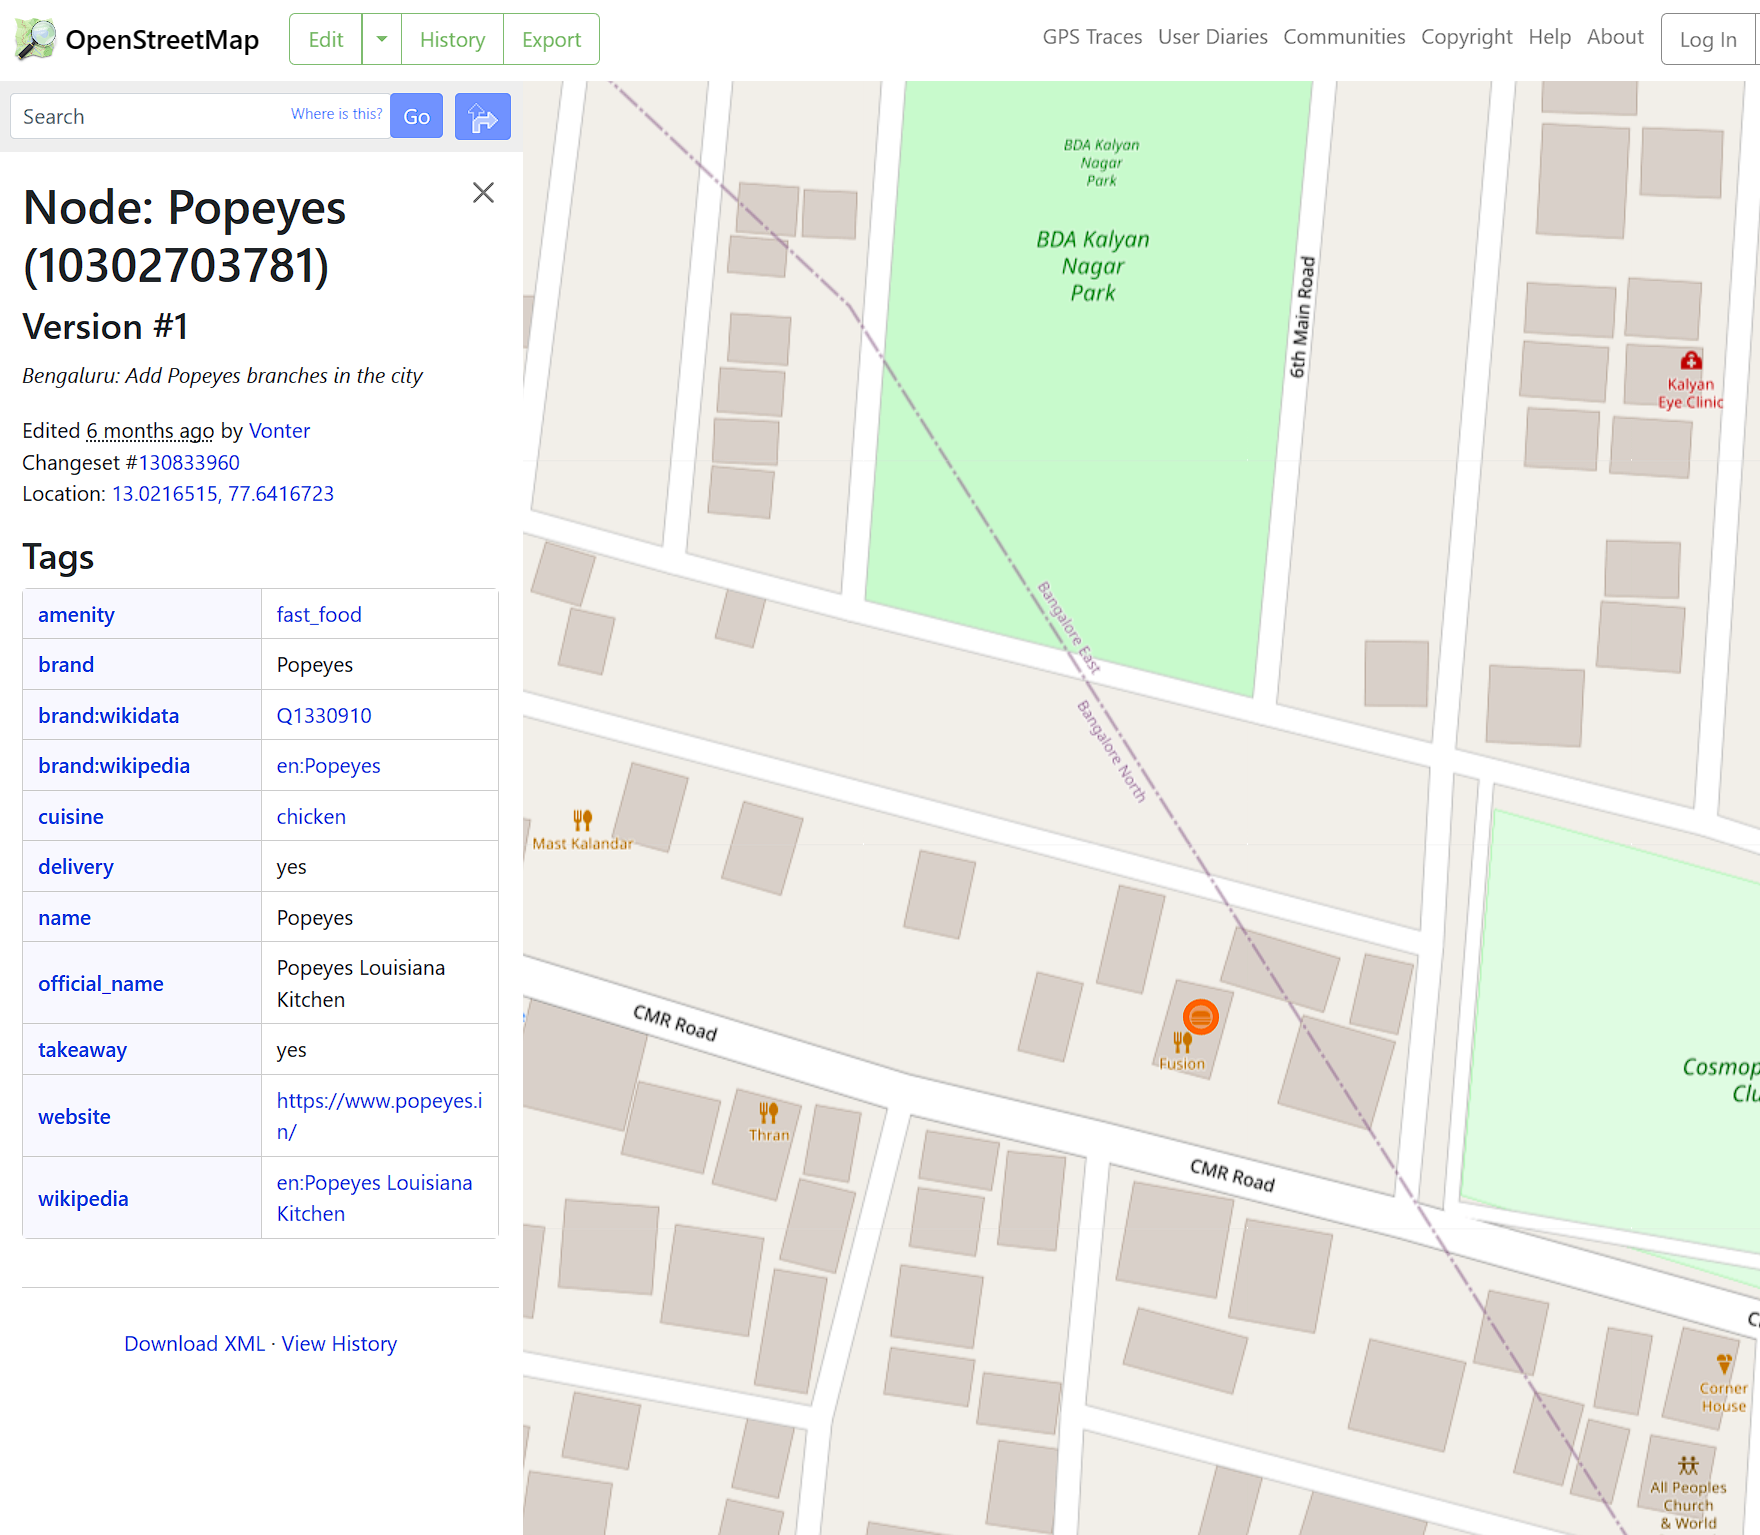 OpenStreetMap
Edit
History
Export
GPS Traces
User Diaries
Communities
Copyright
Help
About
Log In
Search
Where is this?
Go
Node: Popeyes
(10302703781)
Version #1
Bengaluru: Add Popeyes branches in the city
Edited 6 months ago by Vonter
Changeset #130833960
Location: 13.0216515, 77.6416723
Tags
amenity
fast_food
brand
Popeyes
brand:wikidata
Q1330910
brand:wikipedia
en:Popeyes
cuisine
chicken
delivery
yes
name
Popeyes
official_name
Popeyes Louisiana
Kitchen
takeaway
yes
website
https://www.popeyes.i
n/
wikipedia
en:Popeyes Louisiana
Kitchen
Download XML · View History
BDA Kalyan
Nagar
Park
BDA Kalyan
Nagar
Park
6th Main Road
Kalyan
Eye Clinic
Bangalore East
Bangalore North
Mast Kalandar
CMR Road
Fusion
Cosmop
Clu
Thran
CMR Road
C
Corner
House
All Peoples
Church
& World